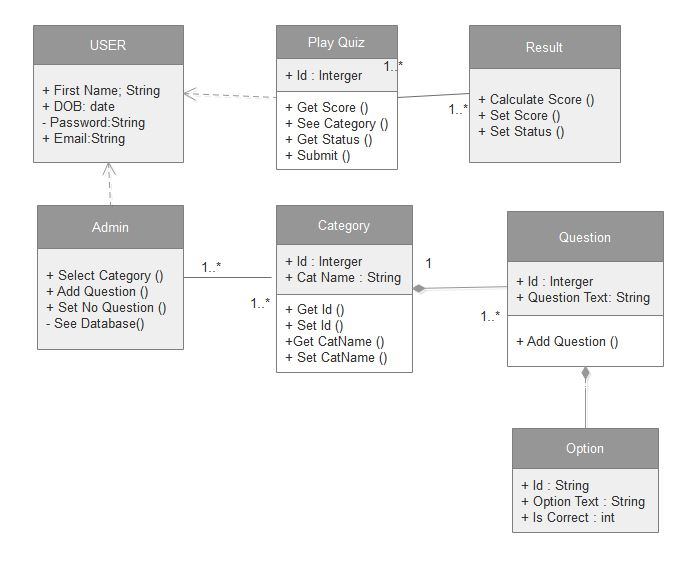 USER
+ First Name; String
+ DOB: date
- Password:String
+ Email:String
Play Quiz
+ Id : Interger
+ Get Score ()
+ See Category ()
+ Get Status ()
+ Submit ()
1..*
1..*
Result
+ Calculate Score ()
+ Set Score ()
+ Set Status ()
Admin
+ Select Category ()
+ Add Question ()
+ Set No Question ()
- See Database()
1..*
1..*
Category
+ Id : Interger
+ Cat Name : String
+ Get Id ()
+ Set Id ()
+Get CatName ()
+ Set CatName ()
1
1..*
Question
+ Id : Interger
+ Question Text: String
+ Add Question ()
Option
+ Id : String
+ Option Text : String
+ Is Correct : int